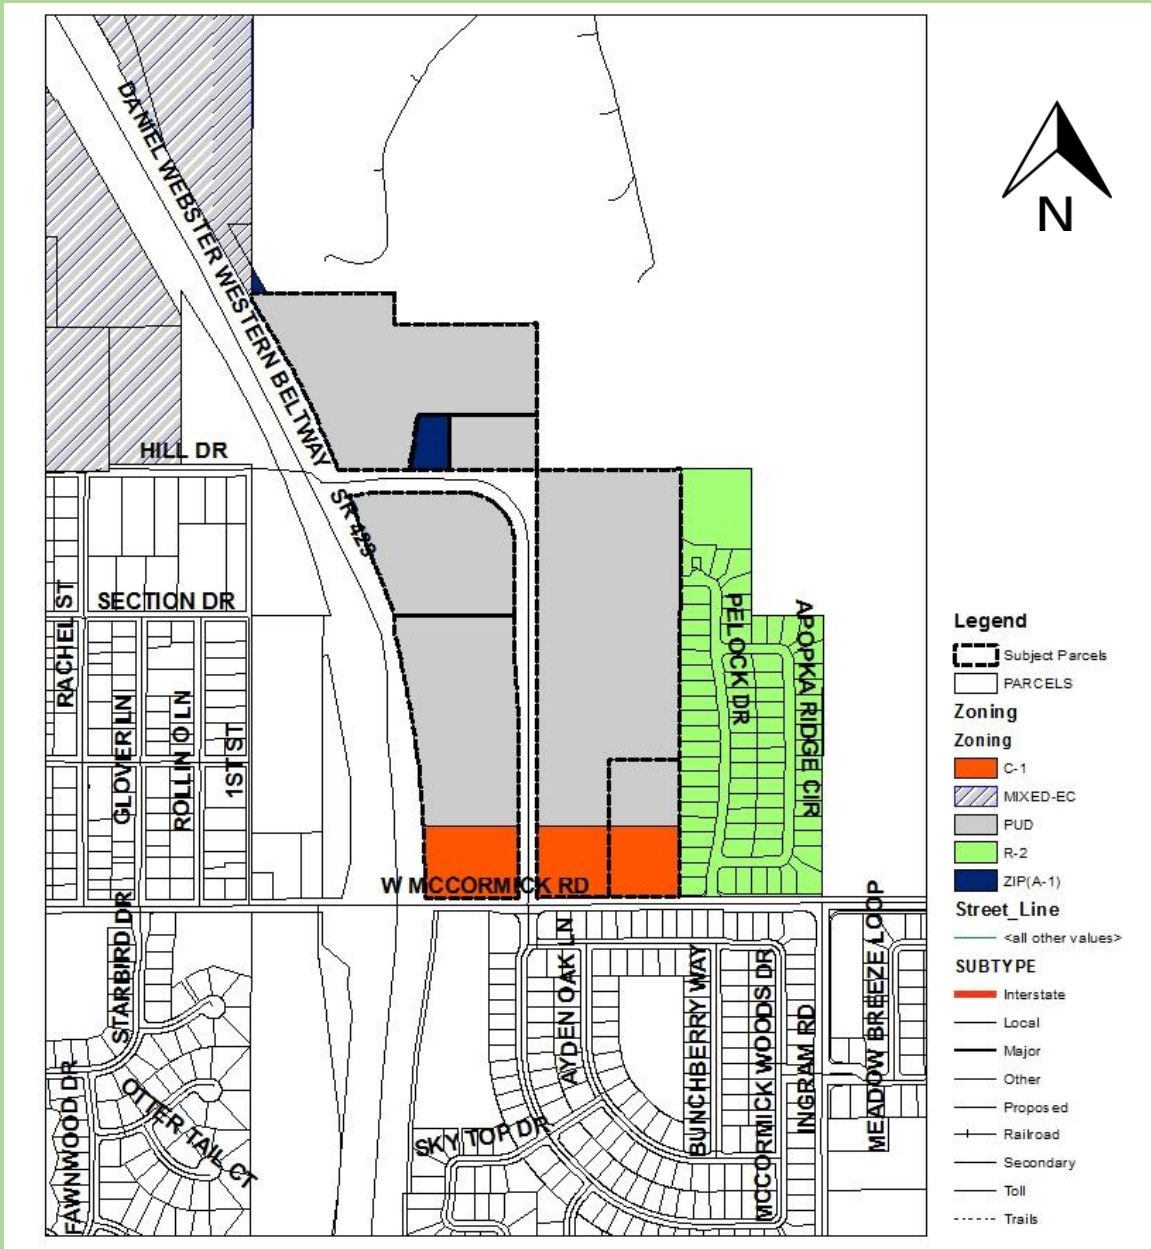 DANIEL WEBSTER WESTERN BELTWAY
N
HILL DR
SR 429
SECTION DR
RACHEL ST
GLOVER LN
ROLLIN O LN
1ST ST
PELOCK DR
APOPKA RIDGE CIR
W MCCORMICK RD
STARBIRD DR
FAWNWOOD DR
OTTER TAIL CT
SKY TOP DR
AYDEN OAK LN
BUNCHBERRY WAY
MCCORMICK WOODS DR
INGRAM RD
MEADOW BREEZE LOOP
Legend
Subject Parcels
PARCELS
Zoning
Zoning
C-1
MIXED-EC
PUD
R-2
ZIP(A-1)
Street_Line
<all other values>
SUBTYPE
Interstate
Local
Major
Other
Proposed
Railroad
Secondary
Toll
Trails